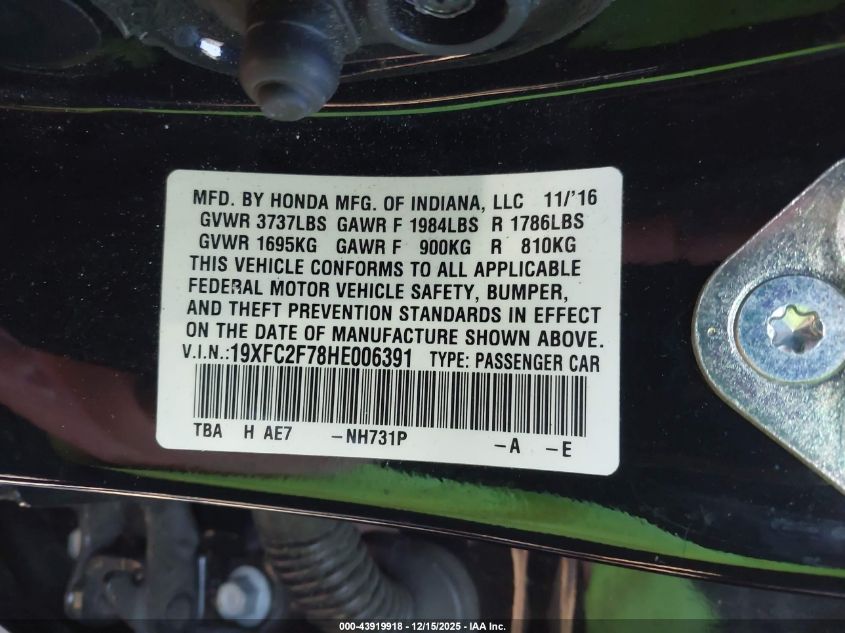 MFD. BY HONDA MFG. OF INDIANA, LLC 11/'16
GVWR 3737LBS GAWR F 1984LBS R 1786LBS
GVWR 1695KG GAWR F 900KG R 810KG
THIS VEHICLE CONFORMS TO ALL APPLICABLE
FEDERAL MOTOR VEHICLE SAFETY, BUMPER,
AND THEFT PREVENTION STANDARDS IN EFFECT
ON THE DATE OF MANUFACTURE SHOWN ABOVE.
V.I.N.:19XFC2F78HE006391 TYPE: PASSENGER CAR
TBA H AE7 -NH731P -A -E
000-43919918 - 12/15/2025 - IAA Inc.